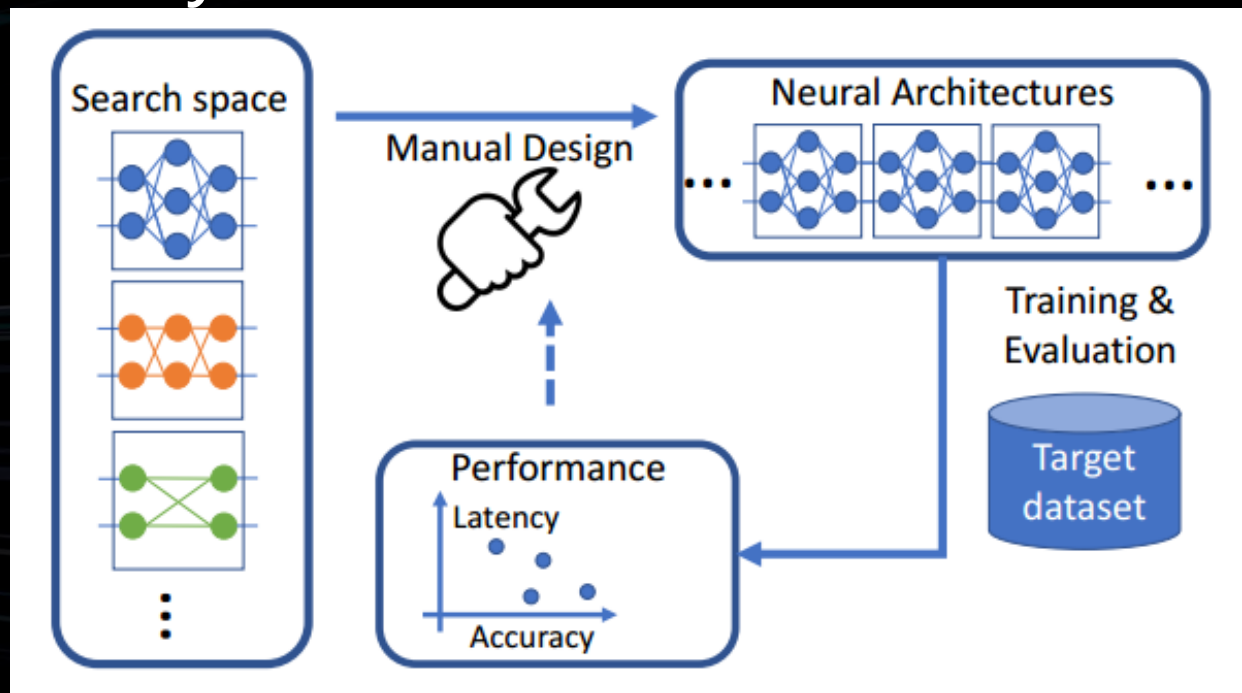 Search space
Manual Design
Neural Architectures
...
...
Training &
Evaluation
Target
dataset
Performance
Latency
Accuracy
...